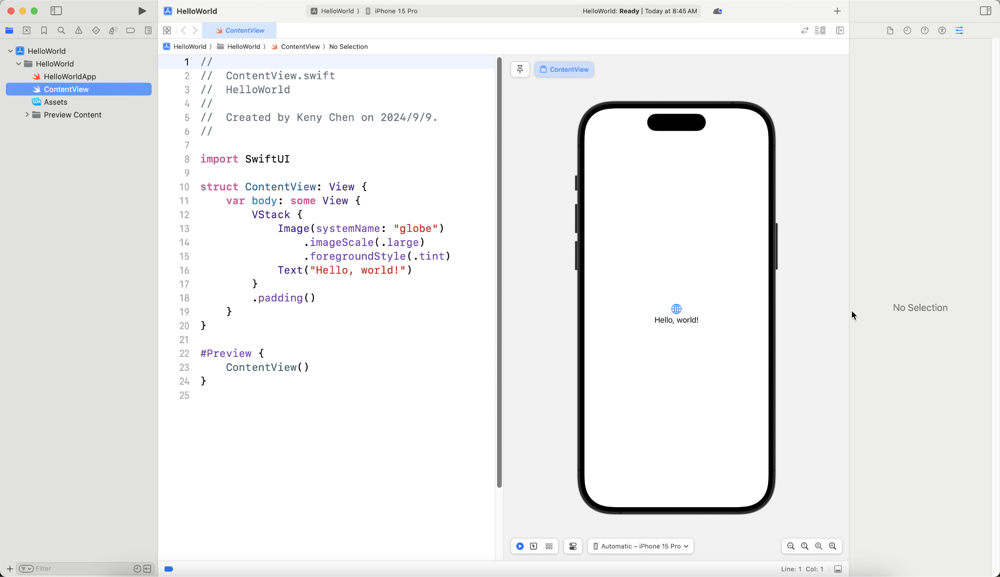 HelloWorld
HelloWorld 〉 iPhone 15 Pro
HelloWorld: Ready | Today at 8:45 AM
ContentView
HelloWorld 〉 HelloWorld 〉 ContentView 〉 No Selection
HelloWorld
HelloWorld
HelloWorldApp
ContentView
Assets
Preview Content
1 //
2 //  ContentView.swift
3 //  HelloWorld
4 //
5 //  Created by Keny Chen on 2024/9/9.
6 //
7
8 import SwiftUI
9
10 struct ContentView: View {
11     var body: some View {
12         VStack {
13             Image(systemName: "globe")
14                 .imageScale(.large)
15                 .foregroundStyle(.tint)
16             Text("Hello, world!")
17         }
18         .padding()
19     }
20 }
21
22 #Preview {
23     ContentView()
24 }
25
ContentView
Hello, world!
Automatic – iPhone 15 Pro
No Selection
Filter
Line: 1 Col: 1